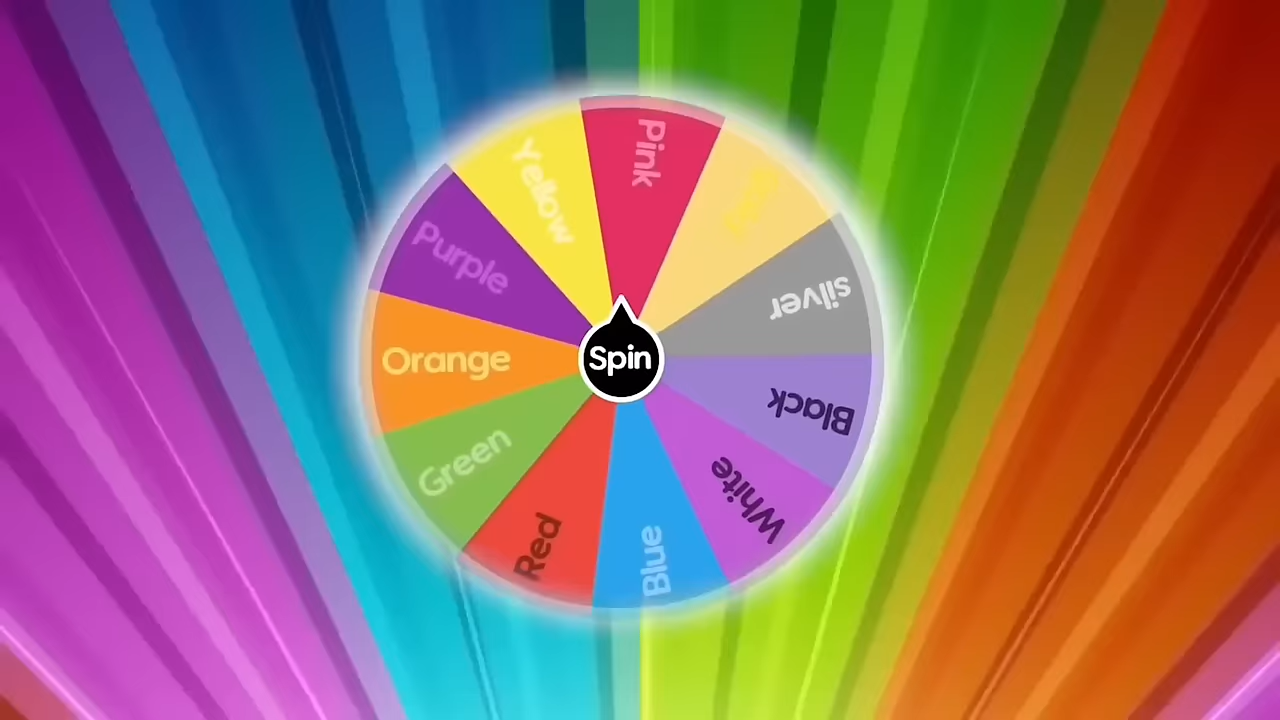 Pink
silver
Black
White
Blue
Red
Green
Orange
Purple
Yellow
Spin